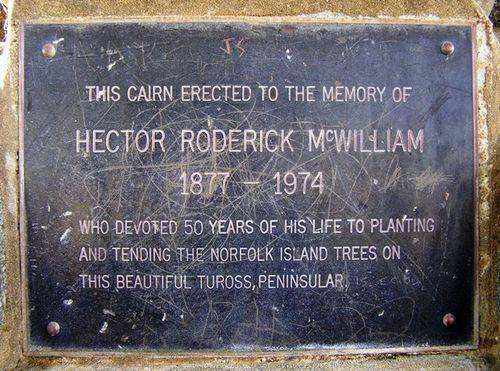 JS
THIS CAIRN ERECTED TO THE MEMORY OF
HECTOR RODERICK McWILLIAM
1877 - 1974
WHO DEVOTED 50 YEARS OF HIS LIFE TO PLANTING
AND TENDING THE NORFOLK ISLAND TREES ON
THIS BEAUTIFUL TUROSS, PENINSULAR.